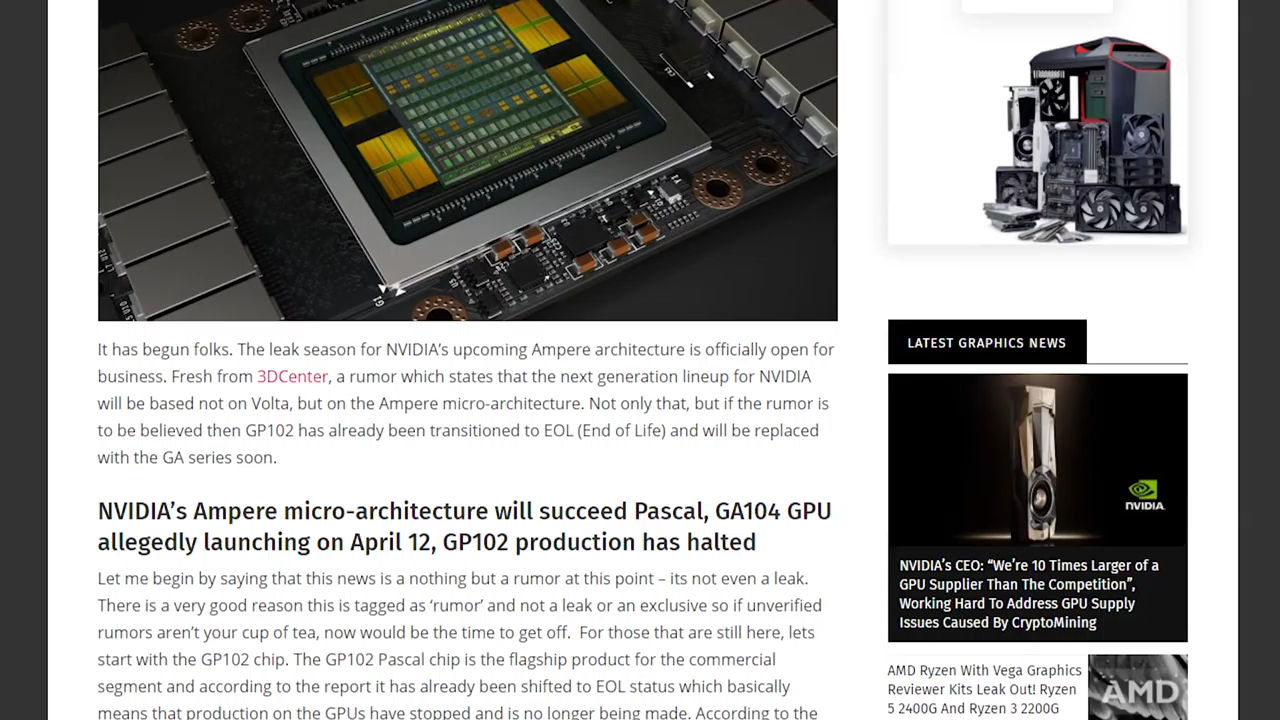 It has begun folks. The leak season for NVIDIA's upcoming Ampere architecture is officially open for
business. Fresh from 3DCenter, a rumor which states that the next generation lineup for NVIDIA
will be based not on Volta, but on the Ampere micro-architecture. Not only that, but if the rumor is
to be believed then GP102 has already been transitioned to EOL (End of Life) and will be replaced
with the GA series soon.
NVIDIA's Ampere micro-architecture will succeed Pascal, GA104 GPU
allegedly launching on April 12, GP102 production has halted
Let me begin by saying that this news is a nothing but a rumor at this point – its not even a leak.
There is a very good reason this is tagged as 'rumor' and not a leak or an exclusive so if unverified
rumors aren't your cup of tea, now would be the time to get off.  For those that are still here, lets
start with the GP102 chip. The GP102 Pascal chip is the flagship product for the commercial
segment and according to the report it has already been shifted to EOL status which basically
means that production on the GPUs have stopped and is no longer being made. According to the
LATEST GRAPHICS NEWS
NVIDIA
NVIDIA's CEO: “We're 10 Times Larger of a
GPU Supplier Than The Competition”,
Working Hard To Address GPU Supply
Issues Caused By CryptoMining
AMD Ryzen With Vega Graphics
Reviewer Kits Leak Out! Ryzen
5 2400G And Ryzen 3 2200G
AMD